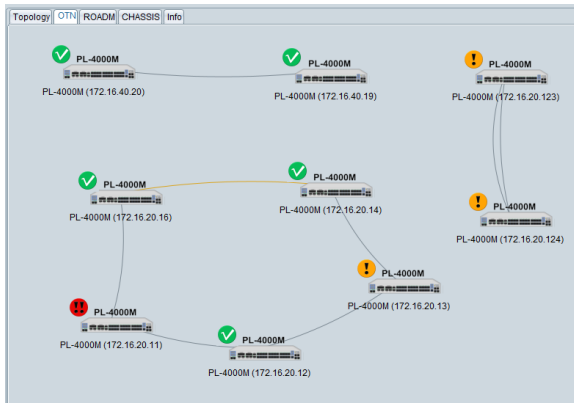 Topology OTN ROADM CHASSIS Info
PL-4000M
PL-4000M (172.16.40.20)
PL-4000M
PL-4000M (172.16.40.19)
PL-4000M
PL-4000M (172.16.20.123)
PL-4000M
PL-4000M (172.16.20.16)
PL-4000M
PL-4000M (172.16.20.14)
PL-4000M
PL-4000M (172.16.20.124)
PL-4000M
PL-4000M (172.16.20.13)
PL-4000M
PL-4000M (172.16.20.11)
PL-4000M
PL-4000M (172.16.20.12)